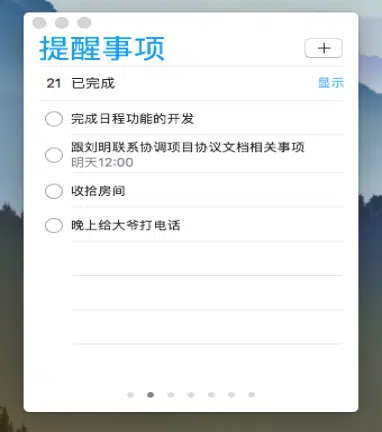 提醒事项
21 已完成 显示
完成日程功能的开发
跟刘明联系协调项目协议文档相关事项
明天12:00
收拾房间
晚上给大爷打电话